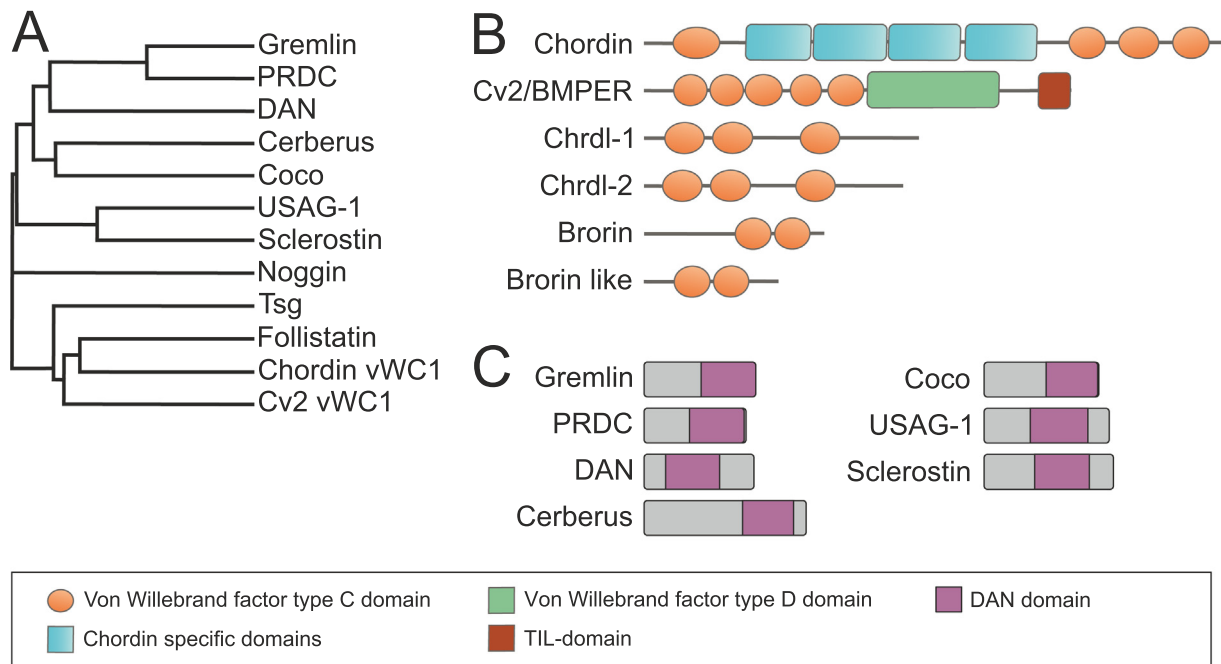 A
Gremlin
PRDC
DAN
Cerberus
Coco
USAG-1
Sclerostin
Noggin
Tsg
Follistatin
Chordin vWC1
Cv2 vWC1
B
Chordin
Cv2/BMPER
Chrdl-1
Chrdl-2
Brorin
Brorin like
C
Gremlin
PRDC
DAN
Cerberus
Coco
USAG-1
Sclerostin
Von Willebrand factor type C domain
Von Willebrand factor type D domain
DAN domain
Chordin specific domains
TIL-domain